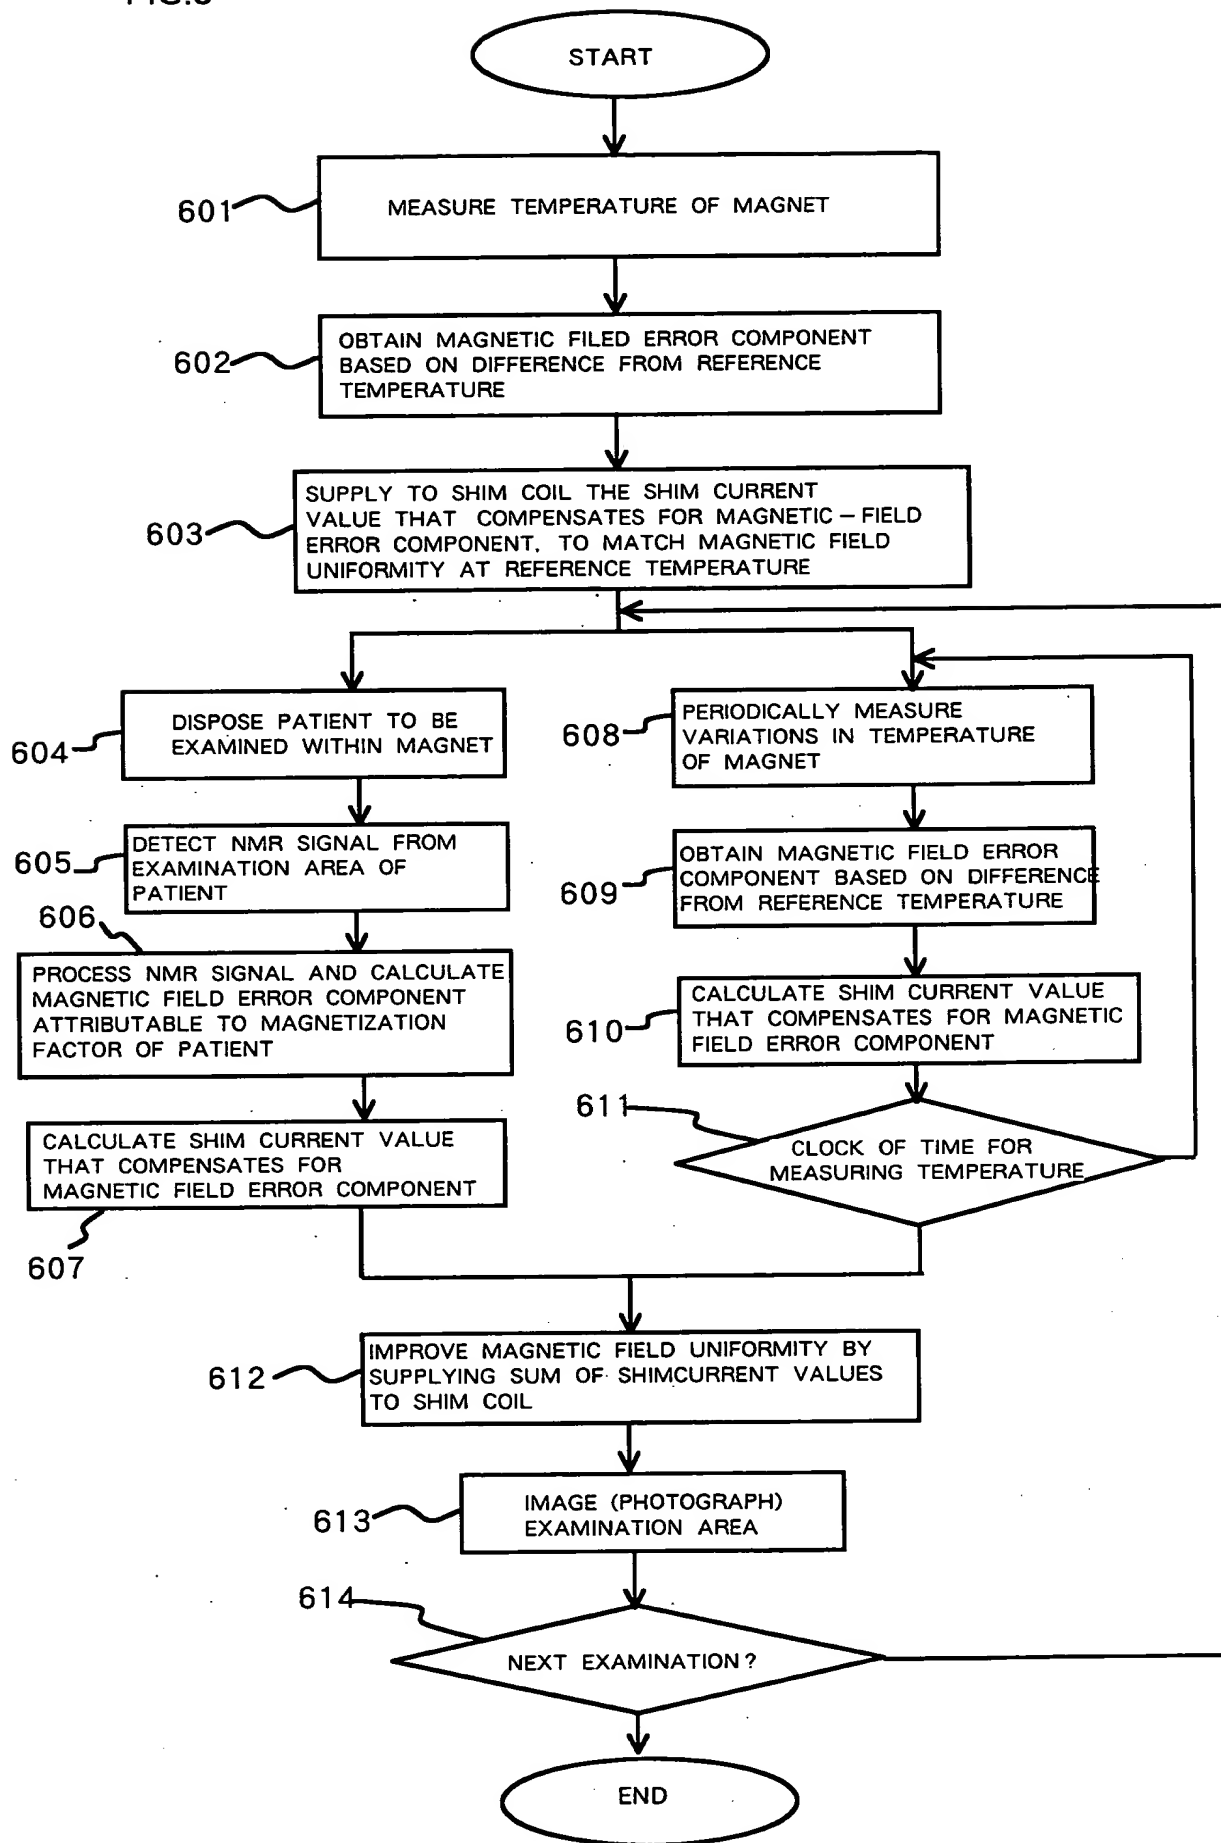 START
601
MEASURE TEMPERATURE OF MAGNET
602
OBTAIN MAGNETIC FILED ERROR COMPONENT
BASED ON DIFFERENCE FROM REFERENCE
TEMPERATURE
603
SUPPLY TO SHIM COIL THE SHIM CURRENT
VALUE THAT COMPENSATES FOR MAGNETIC-FIELD
ERROR COMPONENT, TO MATCH MAGNETIC FIELD
UNIFORMITY AT REFERENCE TEMPERATURE
604
DISPOSE PATIENT TO BE
EXAMINED WITHIN MAGNET
605
DETECT NMR SIGNAL FROM
EXAMINATION AREA OF
PATIENT
606
PROCESS NMR SIGNAL AND CALCULATE
MAGNETIC FIELD ERROR COMPONENT
ATTRIBUTABLE TO MAGNETIZATION
FACTOR OF PATIENT
CALCULATE SHIM CURRENT VALUE
THAT COMPENSATES FOR
MAGNETIC FIELD ERROR COMPONENT
607
608
PERIODICALLY MEASURE
VARIATIONS IN TEMPERATURE
OF MAGNET
609
OBTAIN MAGNETIC FIELD ERROR
COMPONENT BASED ON DIFFERENCE
FROM REFERENCE TEMPERATURE
610
CALCULATE SHIM CURRENT VALUE
THAT COMPENSATES FOR MAGNETIC
FIELD ERROR COMPONENT
611
CLOCK OF TIME FOR
MEASURING TEMPERATURE
612
IMPROVE MAGNETIC FIELD UNIFORMITY BY
SUPPLYING SUM OF SHIMCURRENT VALUES
TO SHIM COIL
613
IMAGE (PHOTOGRAPH)
EXAMINATION AREA
614
NEXT EXAMINATION?
END